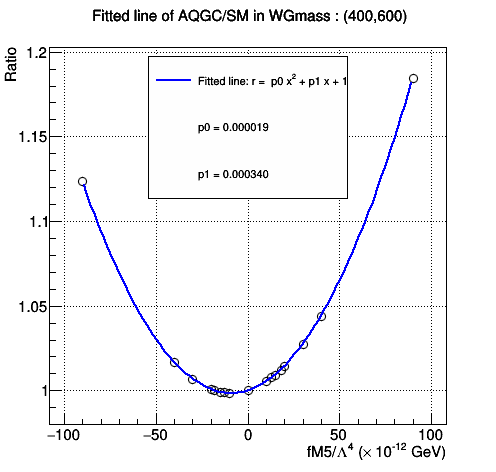 Fitted line of AQGC/SM in WGmass : (400,600)
Ratio
1.2
1.15
1.1
1.05
1
Fitted line: r = p0 x² + p1 x + 1
p0 = 0.000019
p1 = 0.000340
−100 −50 0 50 100
fM5/Λ⁴ (× 10⁻¹² GeV)